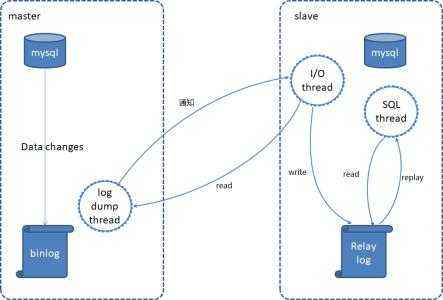 master
slave
mysql
mysql
I/O
thread
SQL
thread
通知
Data changes
write
read
replay
read
log
dump
thread
binlog
Relay
log